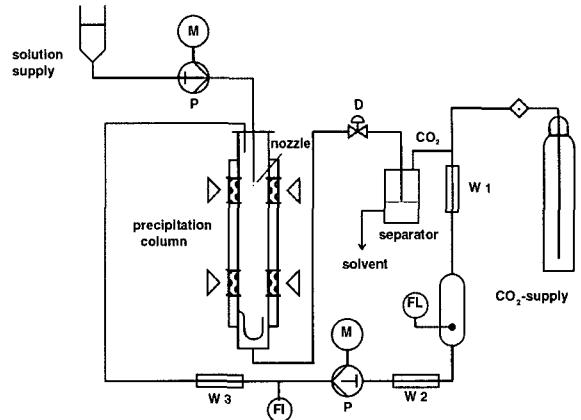 M
solution
supply
P
D
nozzle
CO₂
W 1
precipitation
column
separator
solvent
CO₂-supply
FL
M
W 3
FI
P
W 2